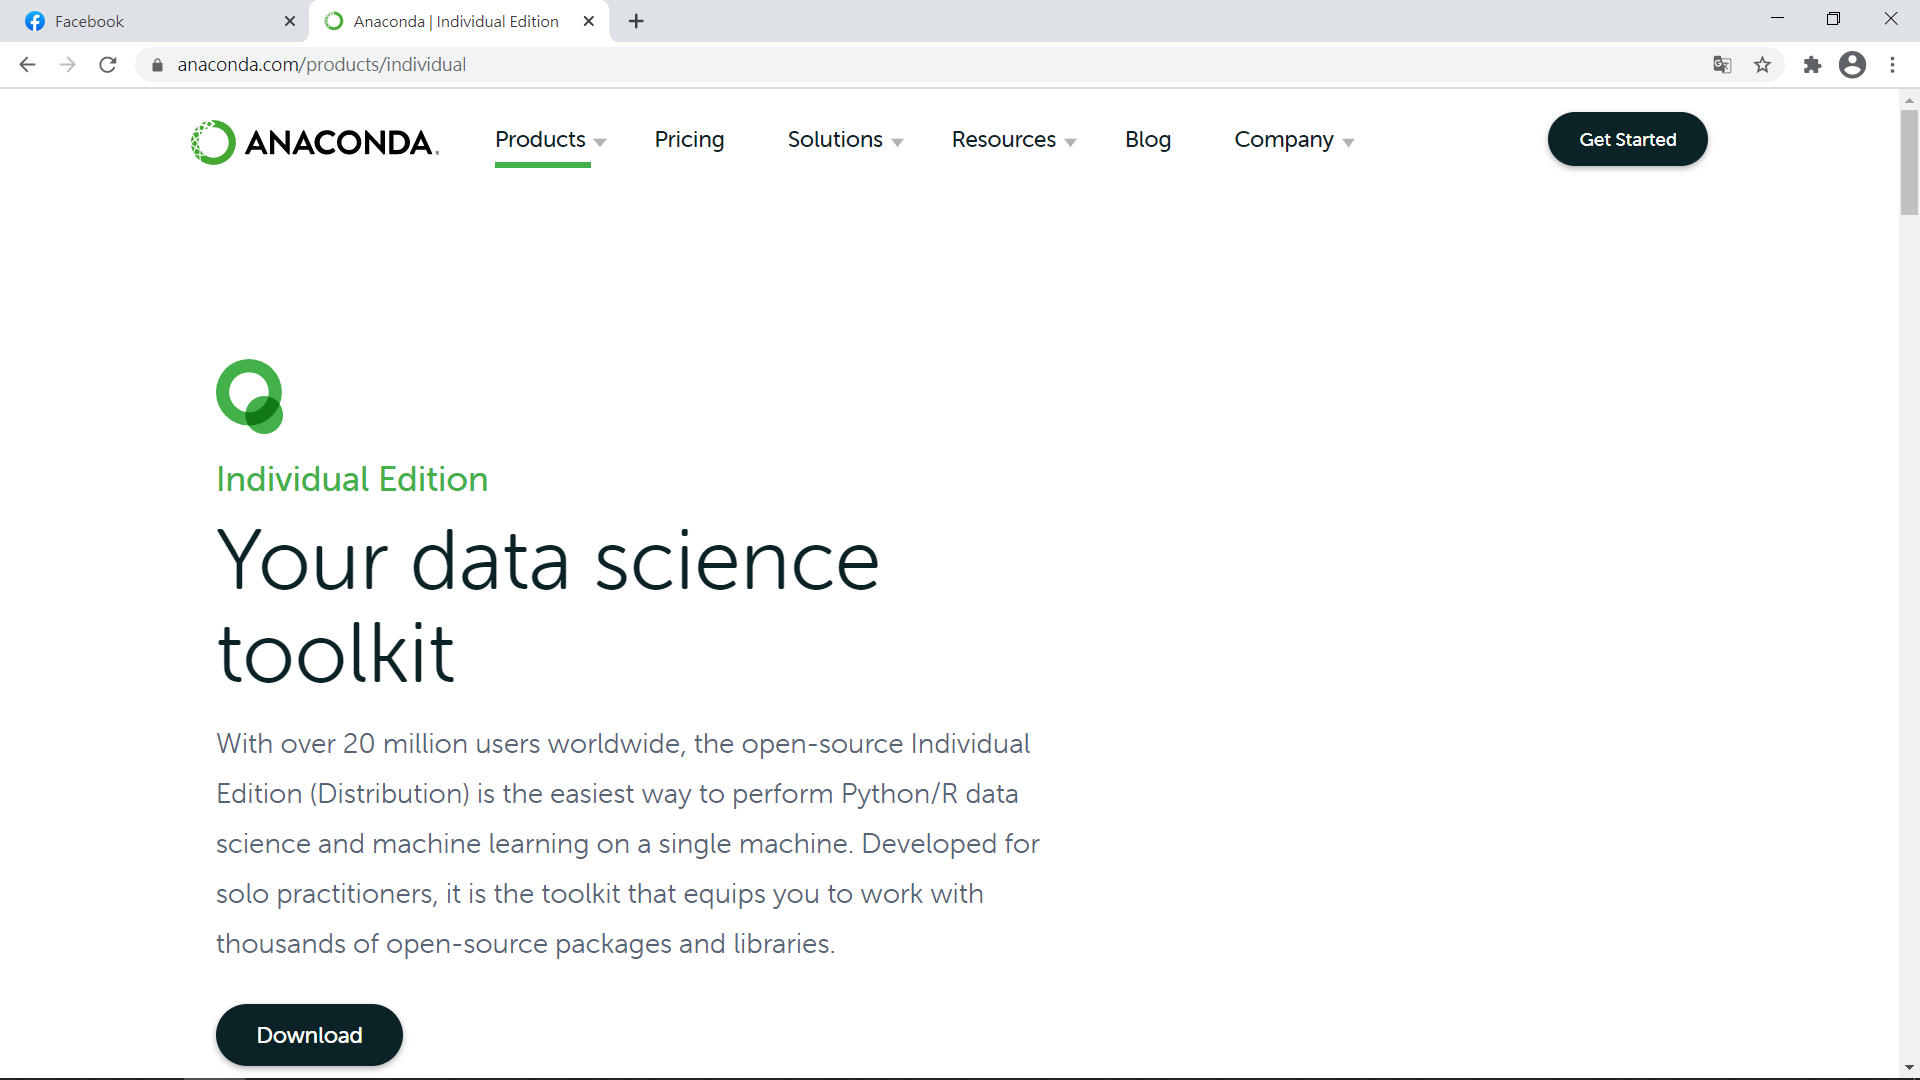 Facebook
Anaconda | Individual Edition
anaconda.com/products/individual
ANACONDA.
Products
Pricing
Solutions
Resources
Blog
Company
Get Started
Individual Edition
Your data science
toolkit
With over 20 million users worldwide, the open-source Individual
Edition (Distribution) is the easiest way to perform Python/R data
science and machine learning on a single machine. Developed for
solo practitioners, it is the toolkit that equips you to work with
thousands of open-source packages and libraries.
Download